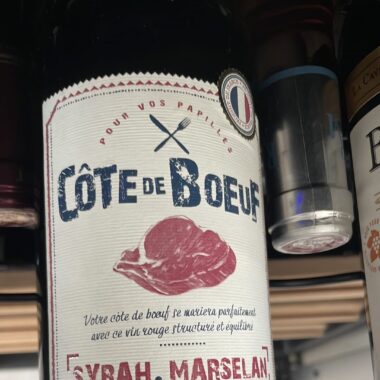 POUR VOS PAPILLES
CÔTE DE BOEUF
Votre côte de bœuf se mariera parfaitement
avec ce vin rouge structuré et équilibré
SYRAH. MARSELAN